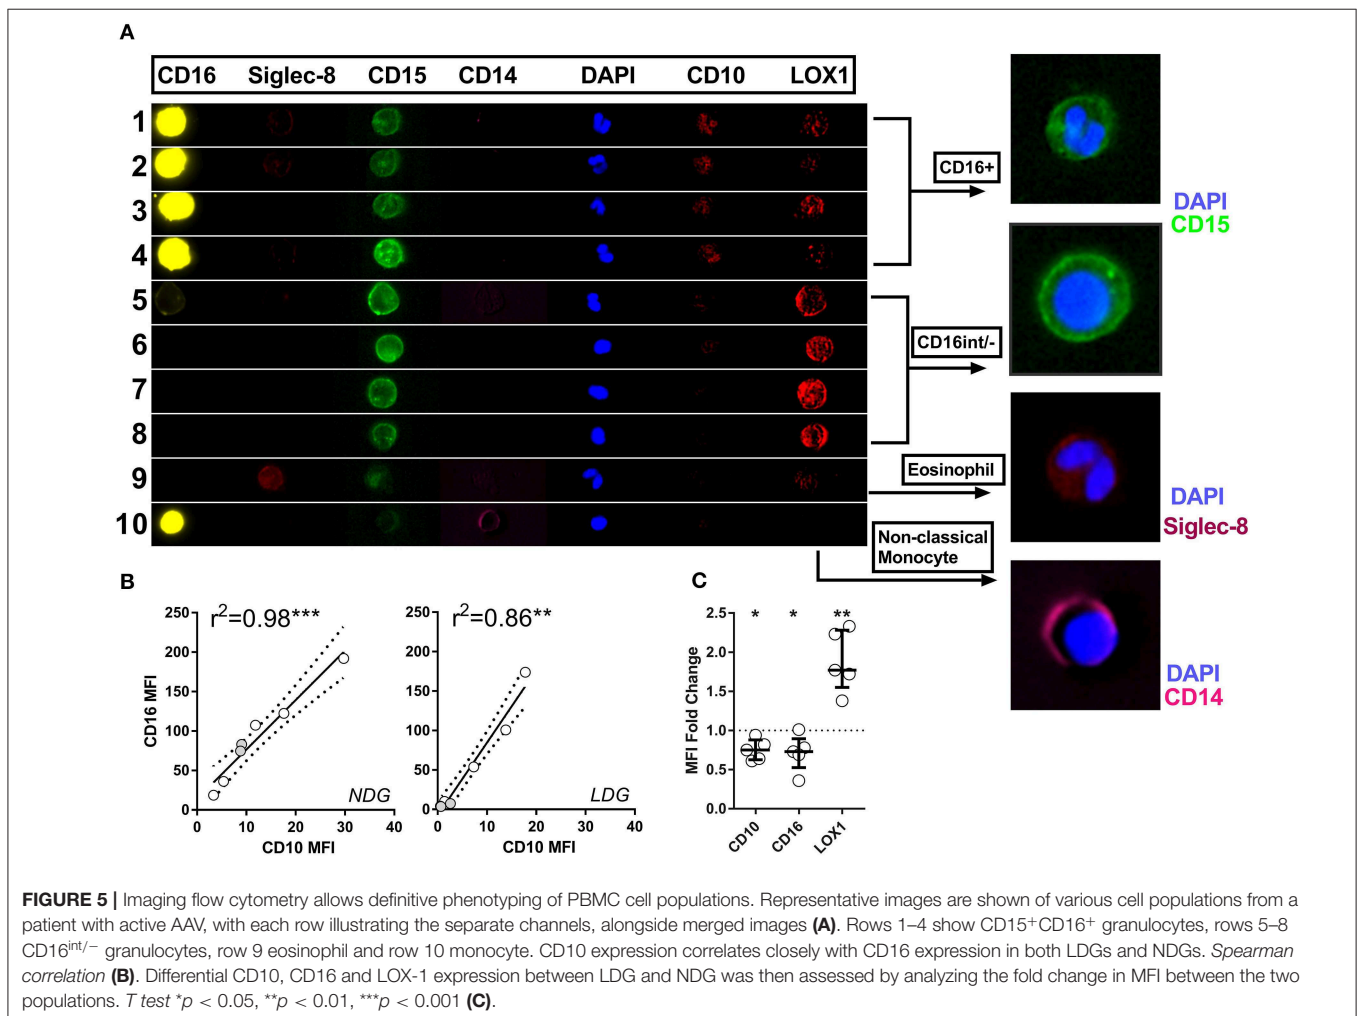 A
CD16 Siglec-8 CD15 CD14 DAPI CD10 LOX1
1
2
3
4
5
6
7
8
9
10
CD16+
CD16int/-
Eosinophil
Non-classical
Monocyte
DAPI
CD15
DAPI
Siglec-8
DAPI
CD14
B
r²=0.98***
250
200
150
100
50
0
CD16 MFI
0 10 20 30 40
CD10 MFI
NDG
r²=0.86**
250
200
150
100
50
0
0 10 20 30 40
CD10 MFI
LDG
C
* * **
2.5
2.0
1.5
1.0
0.5
0.0
MFI Fold Change
CD10 CD16 LOX1
FIGURE 5 | Imaging flow cytometry allows definitive phenotyping of PBMC cell populations. Representative images are shown of various cell populations from a
patient with active AAV, with each row illustrating the separate channels, alongside merged images (A). Rows 1–4 show CD15⁺CD16⁺ granulocytes, rows 5–8
CD16^int/− granulocytes, row 9 eosinophil and row 10 monocyte. CD10 expression correlates closely with CD16 expression in both LDGs and NDGs. Spearman
correlation (B). Differential CD10, CD16 and LOX-1 expression between LDG and NDG was then assessed by analyzing the fold change in MFI between the two
populations. T test *p < 0.05, **p < 0.01, ***p < 0.001 (C).